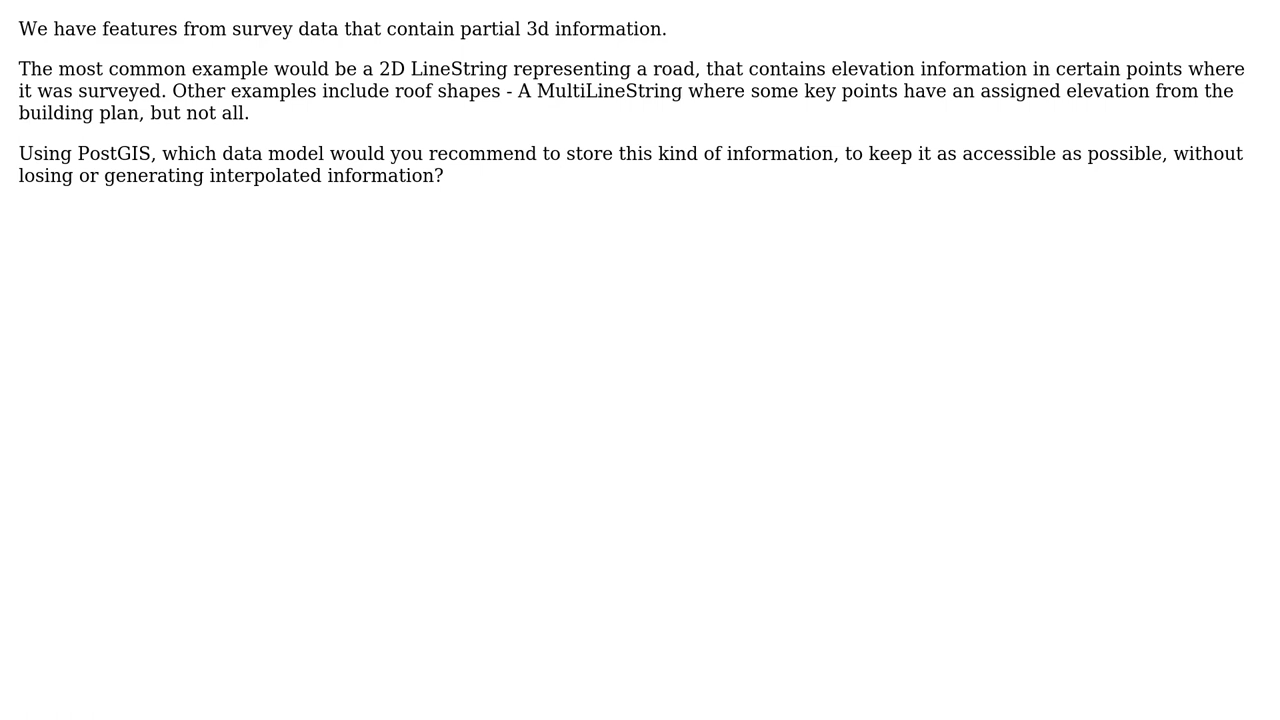 We have features from survey data that contain partial 3d information.
The most common example would be a 2D LineString representing a road, that contains elevation information in certain points where
it was surveyed. Other examples include roof shapes - A MultiLineString where some key points have an assigned elevation from the
building plan, but not all.
Using PostGIS, which data model would you recommend to store this kind of information, to keep it as accessible as possible, without
losing or generating interpolated information?